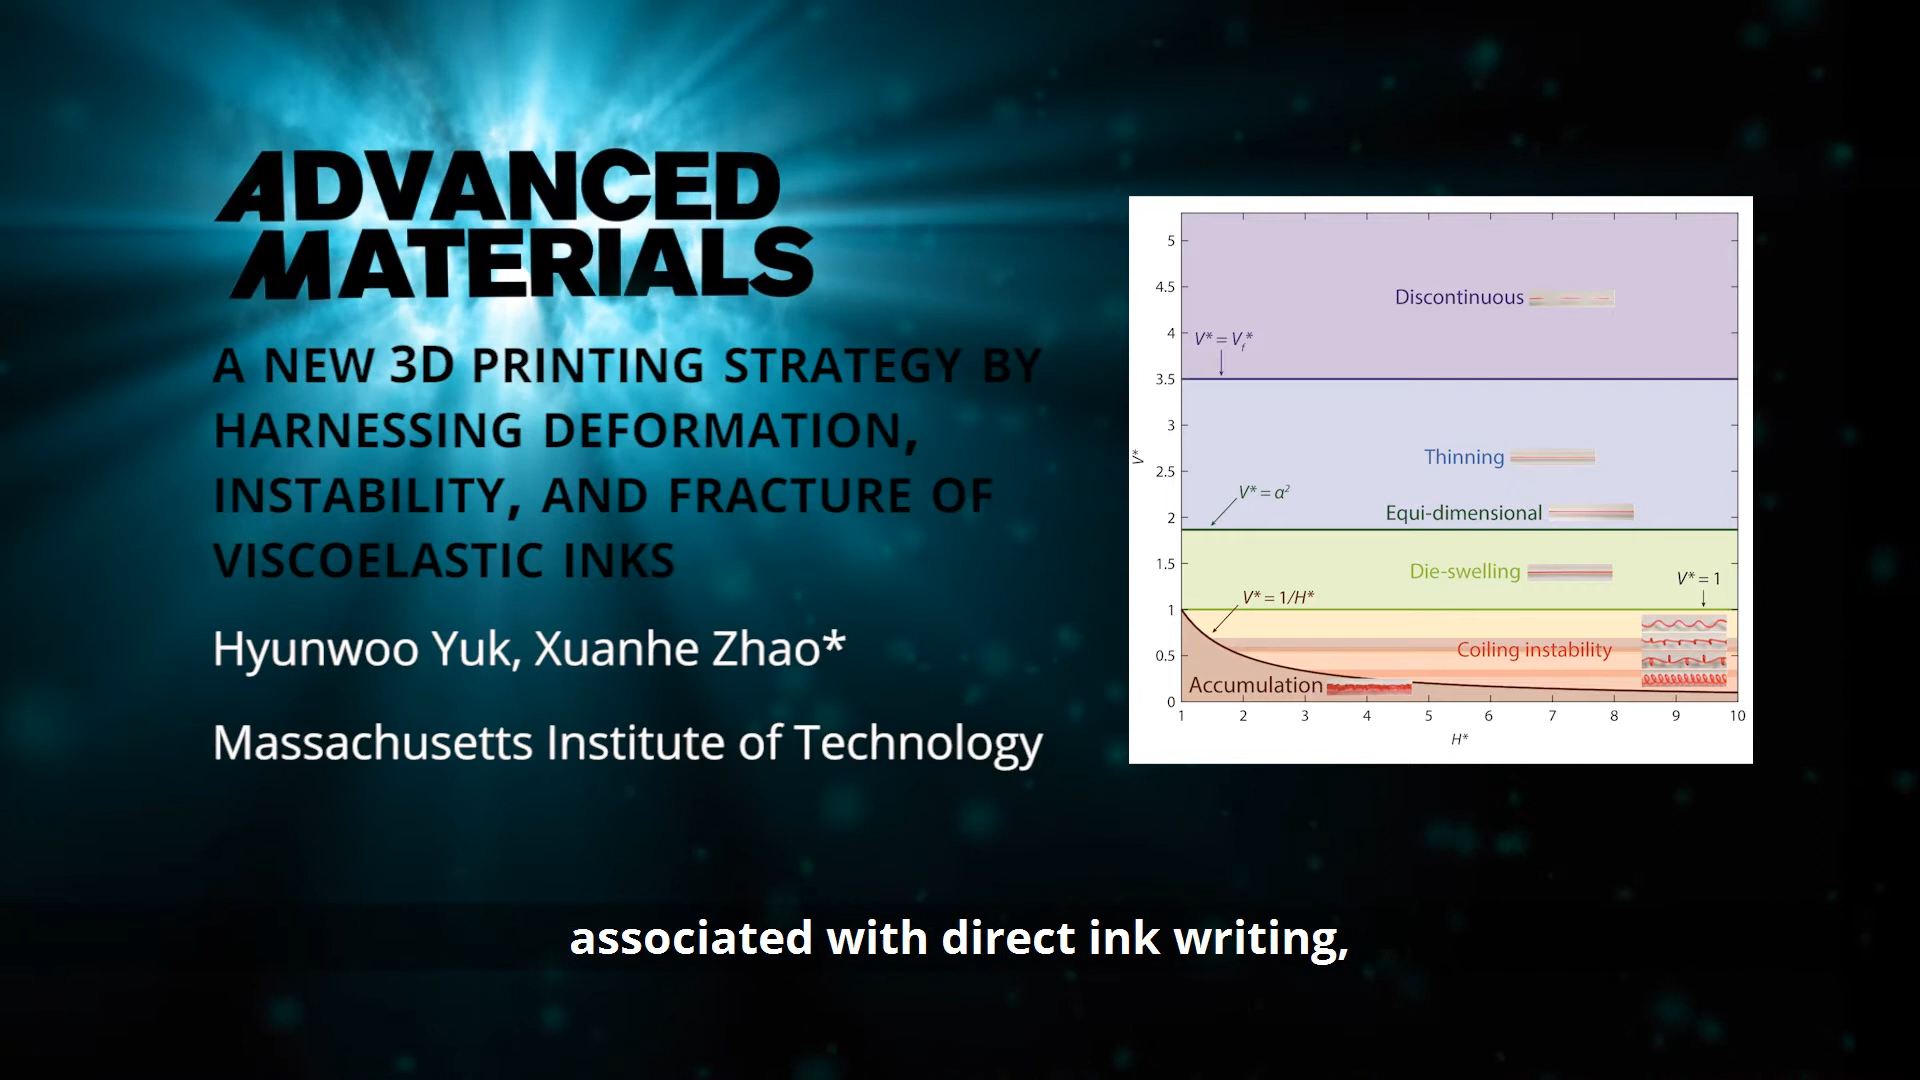 ADVANCED
MATERIALS
A NEW 3D PRINTING STRATEGY BY
HARNESSING DEFORMATION,
INSTABILITY, AND FRACTURE OF
VISCOELASTIC INKS
Hyunwoo Yuk, Xuanhe Zhao*
Massachusetts Institute of Technology
5
4.5
4
3.5
3
2.5
2
1.5
1
0.5
0
V*
Discontinuous
V* = Vf*
Thinning
V* = α²
Equi-dimensional
Die-swelling
V* = 1
V* = 1/H*
Coiling instability
Accumulation
1 2 3 4 5 6 7 8 9 10
H*
associated with direct ink writing,